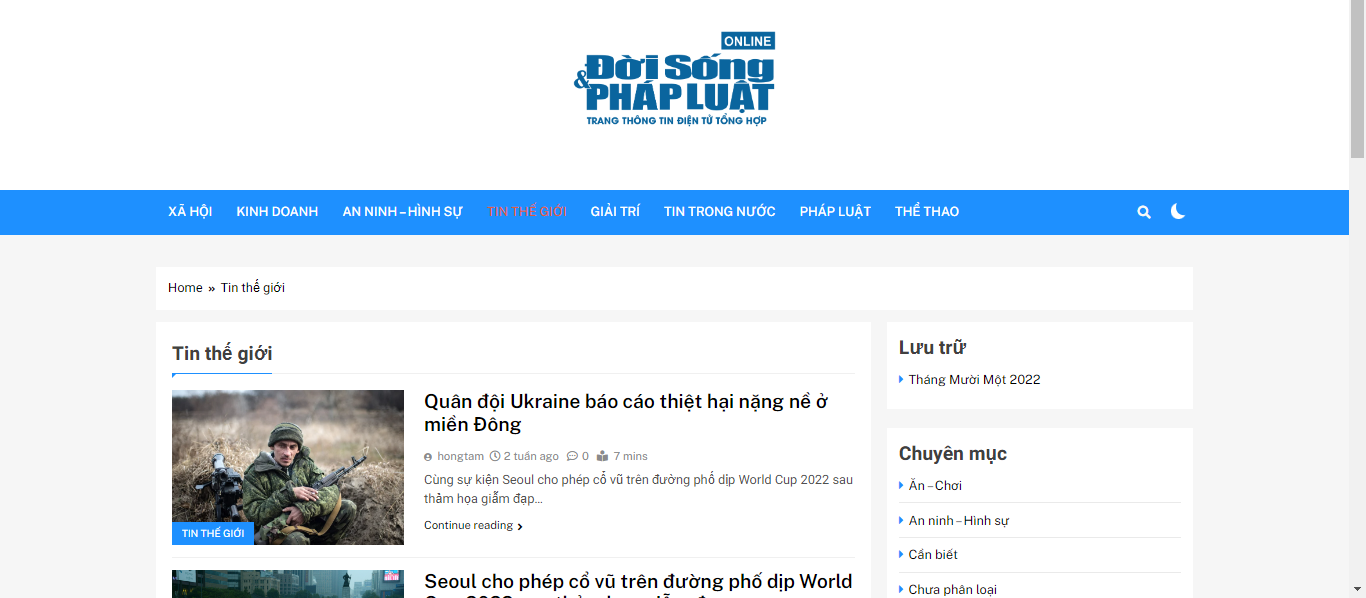 ONLINE
Đời Sống
& PHÁP LUẬT
TRANG THÔNG TIN ĐIỆN TỬ TỔNG HỢP
XÃ HỘI KINH DOANH AN NINH – HÌNH SỰ TIN THẾ GIỚI GIẢI TRÍ TIN TRONG NƯỚC PHÁP LUẬT THỂ THAO
Home » Tin thế giới
Tin thế giới
Quân đội Ukraine báo cáo thiệt hại nặng nề ở
miền Đông
hongtam 2 tuần ago 0 7 mins
Cùng sự kiện Seoul cho phép cổ vũ trên đường phố dịp World Cup 2022 sau
thảm họa giẫm đạp...
Continue reading
TIN THẾ GIỚI
Seoul cho phép cổ vũ trên đường phố dịp World
Lưu trữ
Tháng Mười Một 2022
Chuyên mục
Ăn – Chơi
An ninh – Hình sự
Cần biết
Chưa phân loại